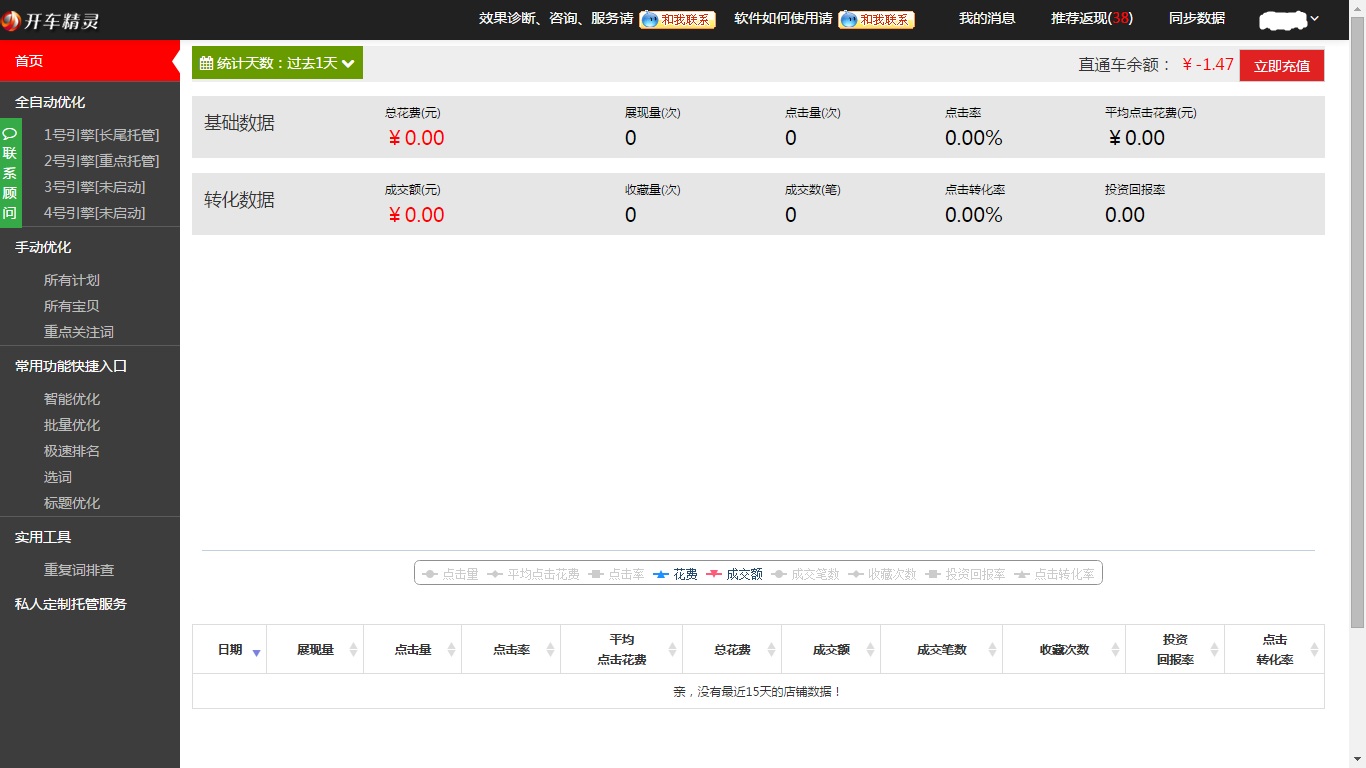 开车精灵
效果诊断、咨询、服务请 和我联系 软件如何使用请 和我联系 我的消息 推荐返现(38) 同步数据
首页
全自动优化
1号引擎[长尾托管]
2号引擎[重点托管]
3号引擎[未启动]
4号引擎[未启动]
联系顾问
手动优化
所有计划
所有宝贝
重点关注词
常用功能快捷入口
智能优化
批量优化
极速排名
选词
标题优化
实用工具
重复词排查
私人定制托管服务
统计天数：过去1天
直通车余额： ¥ -1.47 立即充值
基础数据
总花费(元) 展现量(次) 点击量(次) 点击率 平均点击花费(元)
¥ 0.00 0 0 0.00% ¥ 0.00
转化数据
成交额(元) 收藏量(次) 成交数(笔) 点击转化率 投资回报率
¥ 0.00 0 0 0.00% 0.00
点击量 平均点击花费 点击率 花费 成交额 成交笔数 收藏次数 投资回报率 点击转化率
日期 展现量 点击量 点击率 平均点击花费 总花费 成交额 成交笔数 收藏次数 投资回报率 点击转化率
亲，没有最近15天的店铺数据！